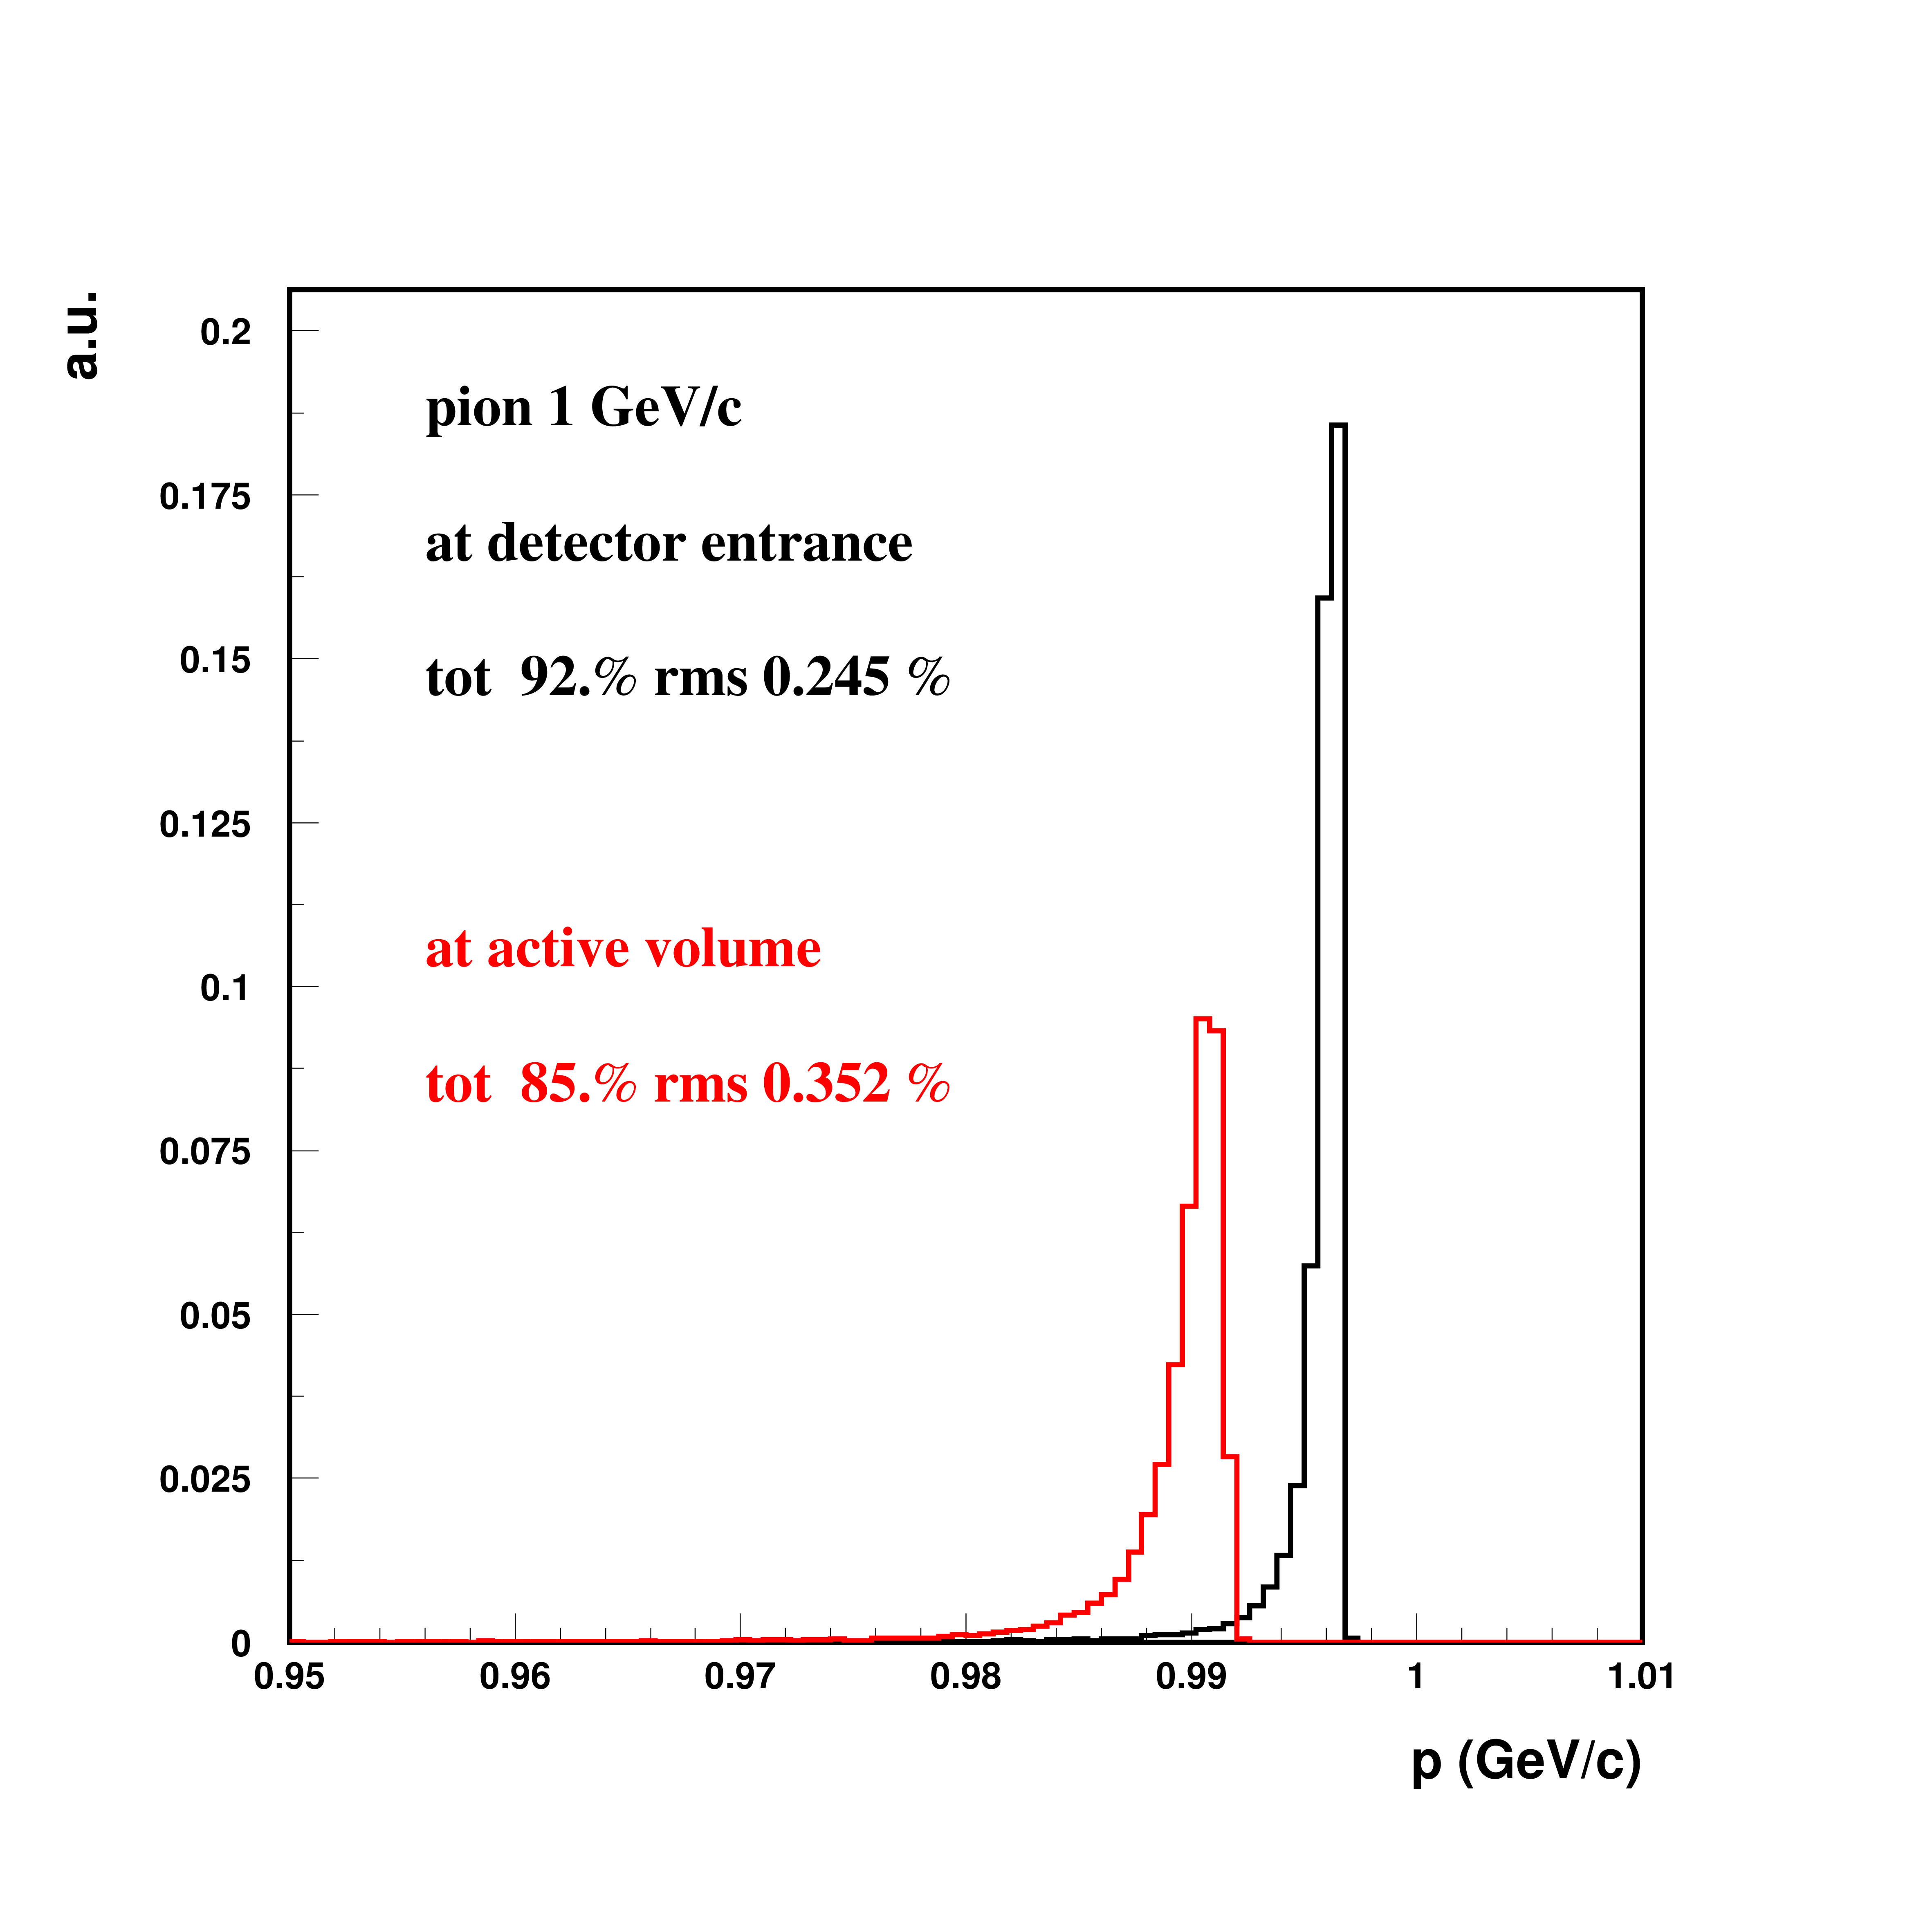 a.u.
0.2
pion 1 GeV/c
0.175
at detector entrance
0.15
tot 92.% rms 0.245 %
0.125
at active volume
0.1
tot 85.% rms 0.352 %
0.075
0.05
0.025
0
0.95 0.96 0.97 0.98 0.99 1 1.01
p (GeV/c)